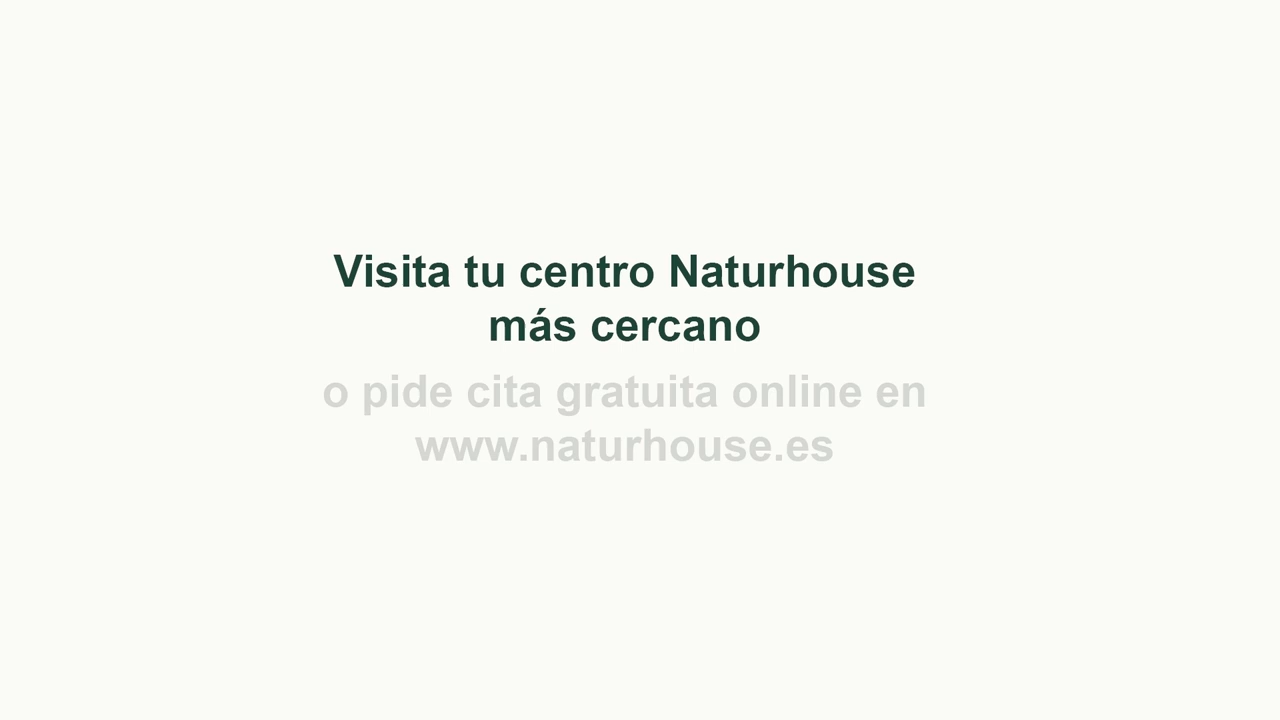 Visita tu centro Naturhouse
más cercano
o pide cita gratuita online en
www.naturhouse.es